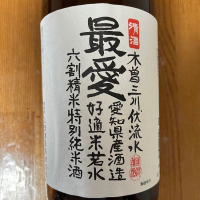 清酒
木曽三川伏流水
最愛
愛知県産酒造
好適米若水
六割精米特別純米酒